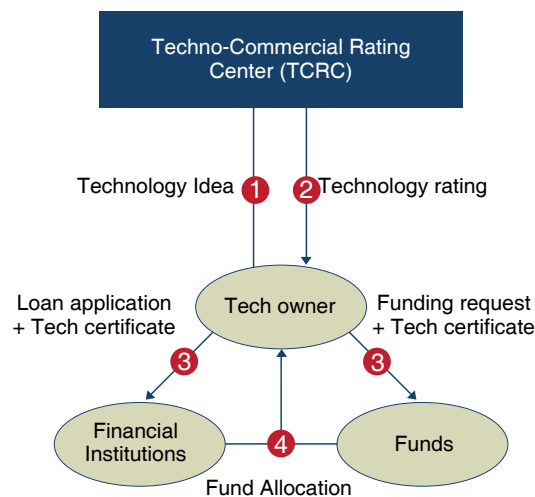 Techno-Commercial Rating
Center (TCRC)
Technology Idea
1
2
Technology rating
Loan application
+ Tech certificate
Tech owner
Funding request
+ Tech certificate
3
3
Financial
Institutions
4
Funds
Fund Allocation